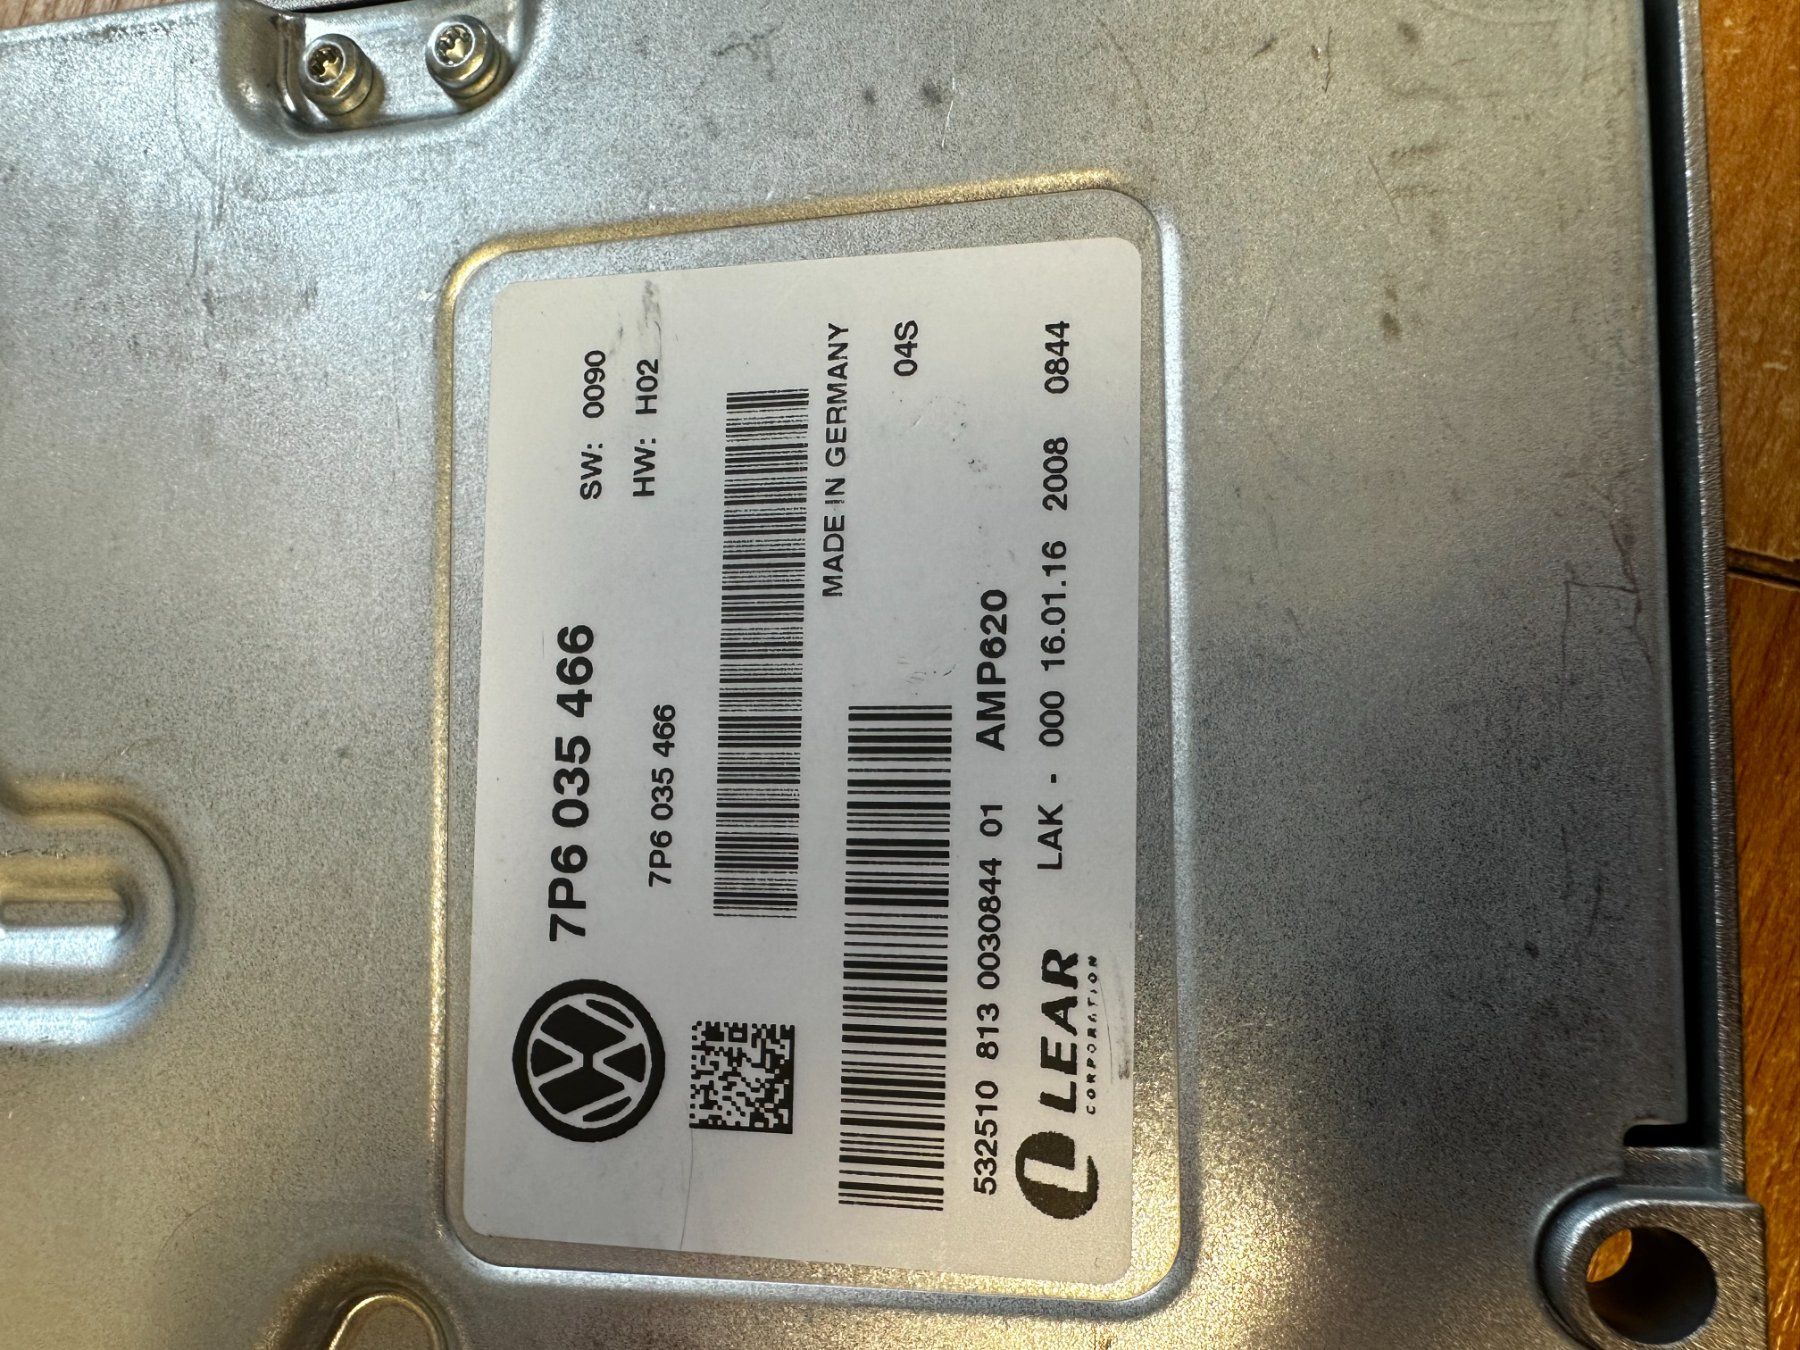 7P6 035 466
SW: 0090
HW: H02
7P6 035 466
MADE IN GERMANY
04S
532510 813 0030844 01 AMP620
LEAR
CORPORATION
LAK - 000 16.01.16 2008 0844